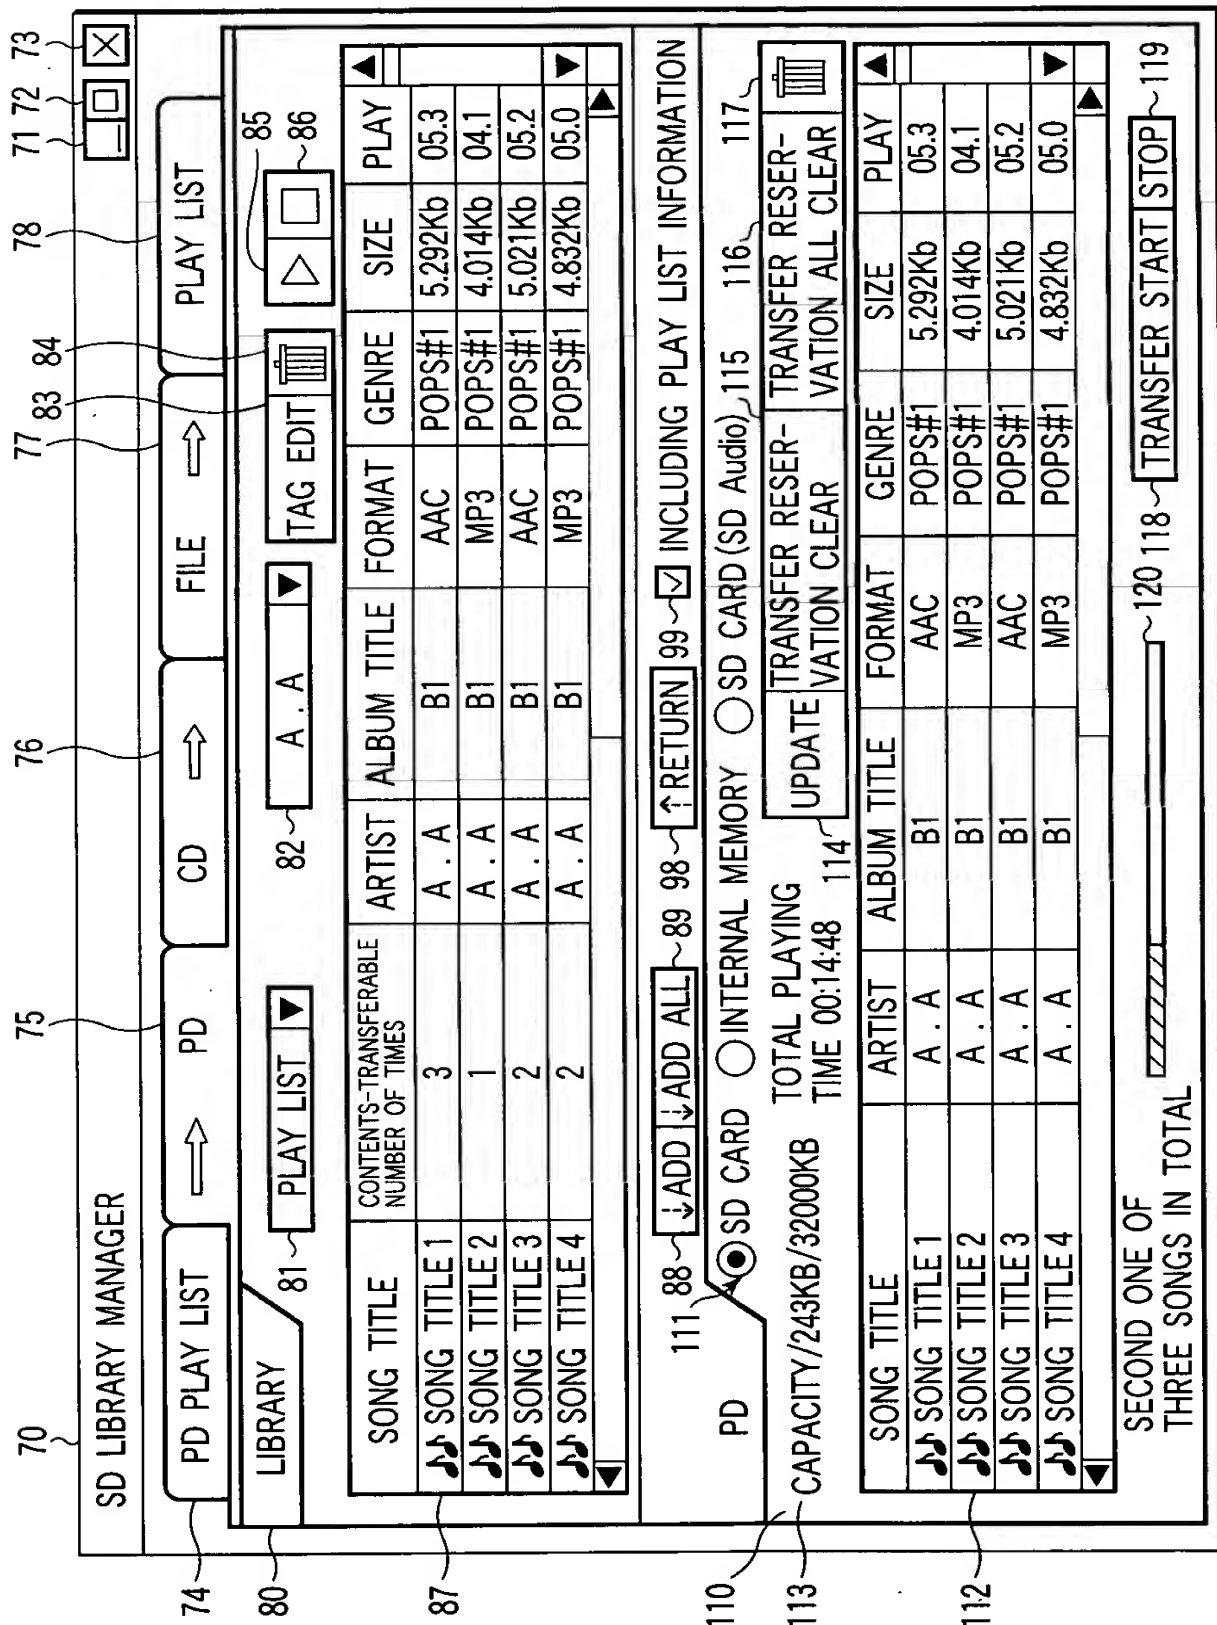 70
SD LIBRARY MANAGER
71 72 73
74 PD PLAY LIST
75 PD
76 CD
77 FILE
78 PLAY LIST
80 LIBRARY
81 PLAY LIST ▼
82 A . A ▼
83 TAG EDIT 84
85 86
87
SONG TITLE CONTENTS-TRANSFERABLE NUMBER OF TIMES ARTIST ALBUM TITLE FORMAT GENRE SIZE PLAY
SONG TITLE 1 3 A . A B1 AAC POPS#1 5.292Kb 05.3
SONG TITLE 2 1 A . A B1 MP3 POPS#1 4.014Kb 04.1
SONG TITLE 3 2 A . A B1 AAC POPS#1 5.021Kb 05.2
SONG TITLE 4 2 A . A B1 MP3 POPS#1 4.832Kb 05.0
88 ↓ADD ↓ADD ALL 89 98 ↑RETURN 99 ☑ INCLUDING PLAY LIST INFORMATION
PD
111 SD CARD INTERNAL MEMORY SD CARD(SD Audio)
110
113 CAPACITY/243KB/32000KB
TOTAL PLAYING
TIME 00:14:48
114 UPDATE
115 TRANSFER RESER-
VATION CLEAR
116 TRANSFER RESER-
VATION ALL CLEAR
117
112
SONG TITLE ARTIST ALBUM TITLE FORMAT GENRE SIZE PLAY
SONG TITLE 1 A . A B1 AAC POPS#1 5.292Kb 05.3
SONG TITLE 2 A . A B1 MP3 POPS#1 4.014Kb 04.1
SONG TITLE 3 A . A B1 AAC POPS#1 5.021Kb 05.2
SONG TITLE 4 A . A B1 MP3 POPS#1 4.832Kb 05.0
SECOND ONE OF
THREE SONGS IN TOTAL
120 118 TRANSFER START STOP 119